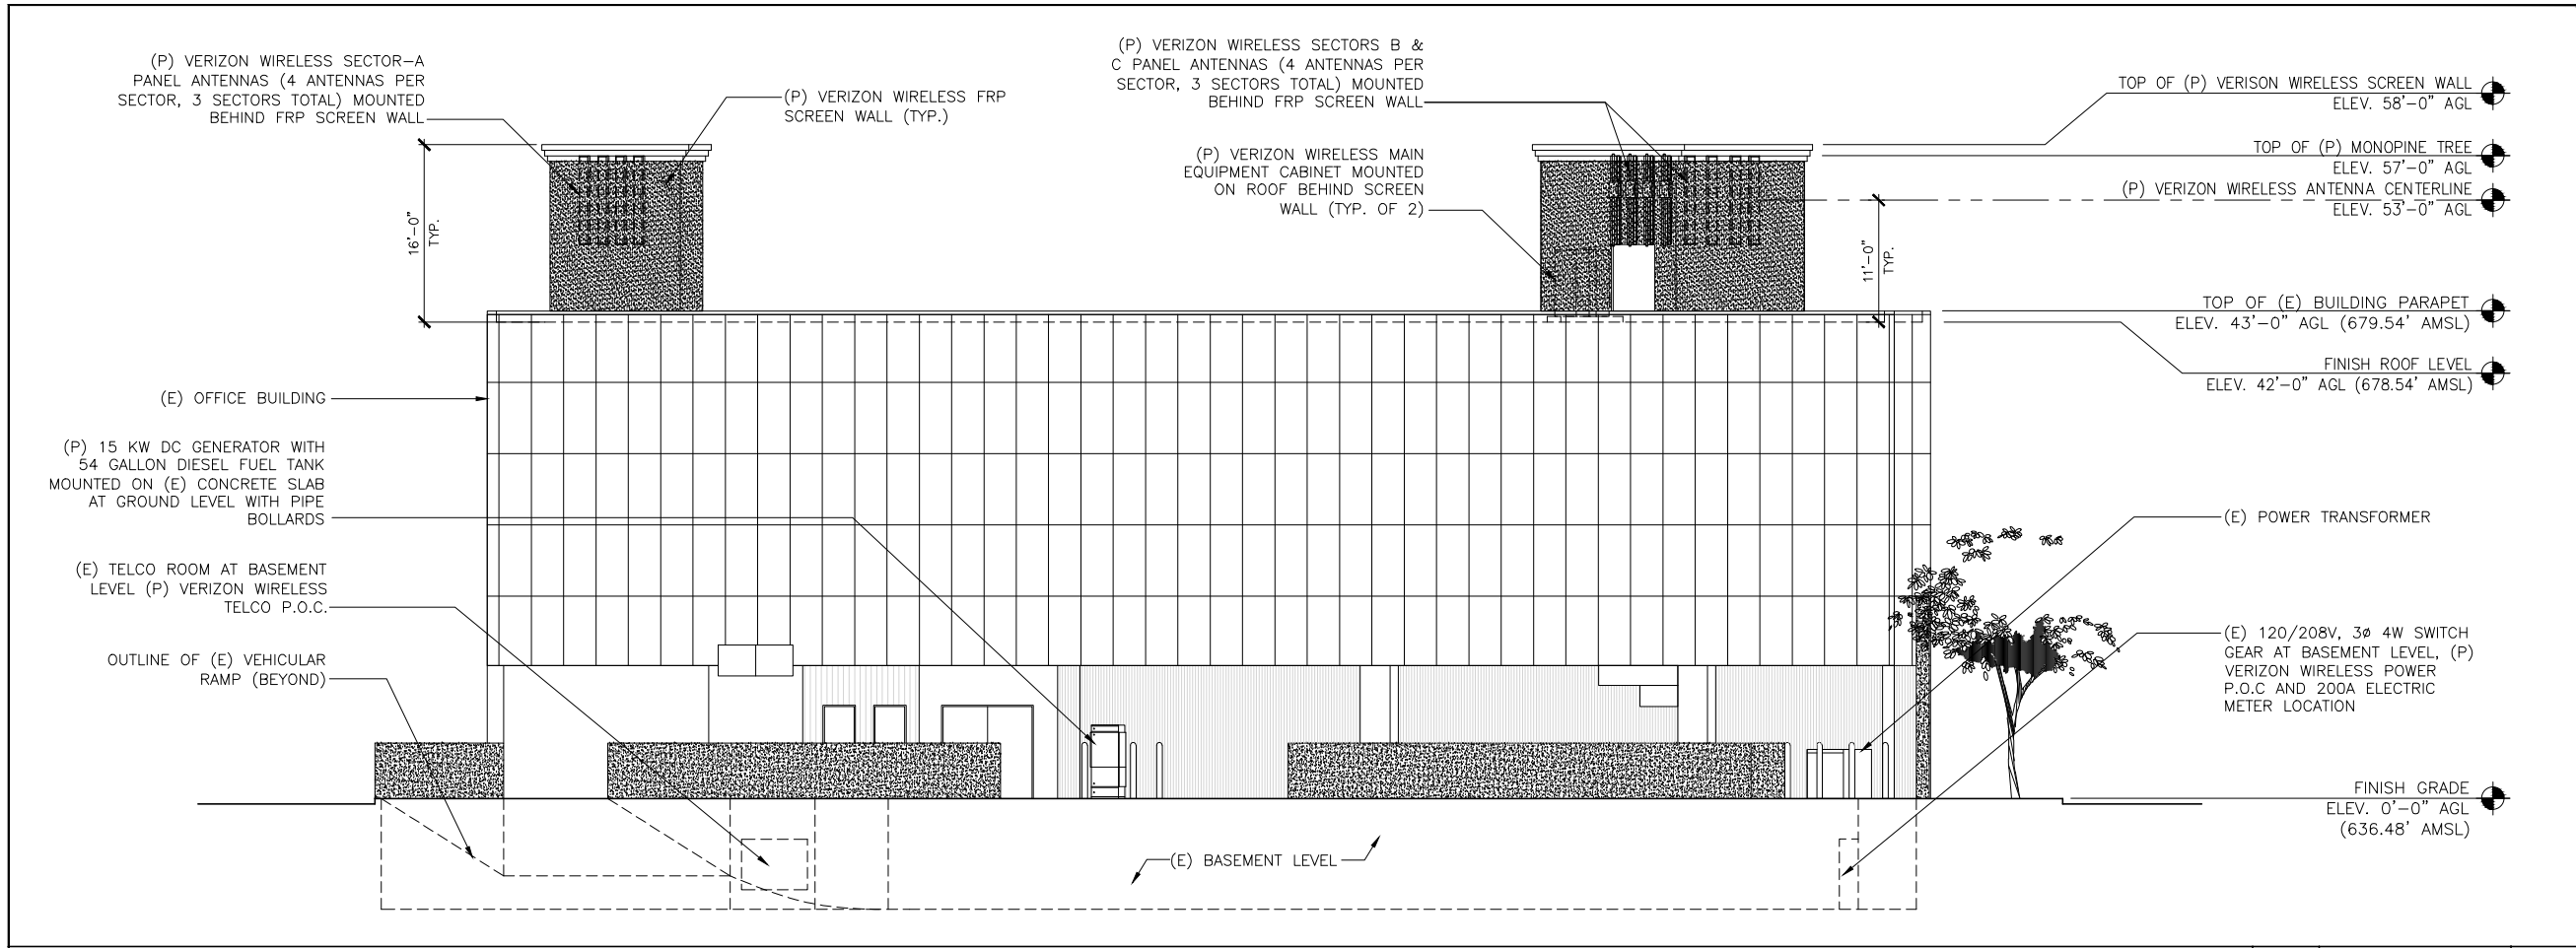 (P) VERIZON WIRELESS SECTOR-A
PANEL ANTENNAS (4 ANTENNAS PER
SECTOR, 3 SECTORS TOTAL) MOUNTED
BEHIND FRP SCREEN WALL
(P) VERIZON WIRELESS FRP
SCREEN WALL (TYP.)
(P) VERIZON WIRELESS SECTORS B &
C PANEL ANTENNAS (4 ANTENNAS PER
SECTOR, 3 SECTORS TOTAL) MOUNTED
BEHIND FRP SCREEN WALL
(P) VERIZON WIRELESS MAIN
EQUIPMENT CABINET MOUNTED
ON ROOF BEHIND SCREEN
WALL (TYP. OF 2)
TOP OF (P) VERISON WIRELESS SCREEN WALL
ELEV. 58'-0" AGL
TOP OF (P) MONOPINE TREE
ELEV. 57'-0" AGL
(P) VERIZON WIRELESS ANTENNA CENTERLINE
ELEV. 53'-0" AGL
16'-0"
TYP.
11'-0"
TYP.
TOP OF (E) BUILDING PARAPET
ELEV. 43'-0" AGL (679.54' AMSL)
FINISH ROOF LEVEL
ELEV. 42'-0" AGL (678.54' AMSL)
(E) OFFICE BUILDING
(P) 15 KW DC GENERATOR WITH
54 GALLON DIESEL FUEL TANK
MOUNTED ON (E) CONCRETE SLAB
AT GROUND LEVEL WITH PIPE
BOLLARDS
(E) TELCO ROOM AT BASEMENT
LEVEL (P) VERIZON WIRELESS
TELCO P.O.C.
OUTLINE OF (E) VEHICULAR
RAMP (BEYOND)
(E) POWER TRANSFORMER
(E) 120/208V, 3ø 4W SWITCH
GEAR AT BASEMENT LEVEL, (P)
VERIZON WIRELESS POWER
P.O.C AND 200A ELECTRIC
METER LOCATION
FINISH GRADE
ELEV. 0'-0" AGL
(636.48' AMSL)
(E) BASEMENT LEVEL